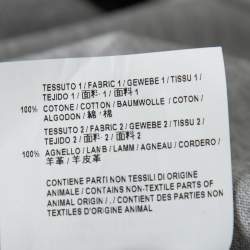 TESSUTO 1 / FABRIC 1 / GEWEBE 1 / TISSU 1 /
TEJIDO 1 / 面料 1 / 面料 1
100% COTONE / COTTON / BAUMWOLLE / COTON /
ALGODON / 綿・棉
TESSUTO 2 / FABRIC 2 / GEWEBE 2 / TISSU 2 /
TEJIDO 2 / 面料 2 / 面料 2
100% AGNELLO / LAMB / LAMM / AGNEAU / CORDERO /
羊革 / 羊皮革
CONTIENE PARTI NON TESSILI DI ORIGINE
ANIMALE / CONTAINS NON-TEXTILE PARTS OF
ANIMAL ORIGIN / . / CONTIENT DES PARTIES NON
TEXTILES D'ORIGINE ANIMALE